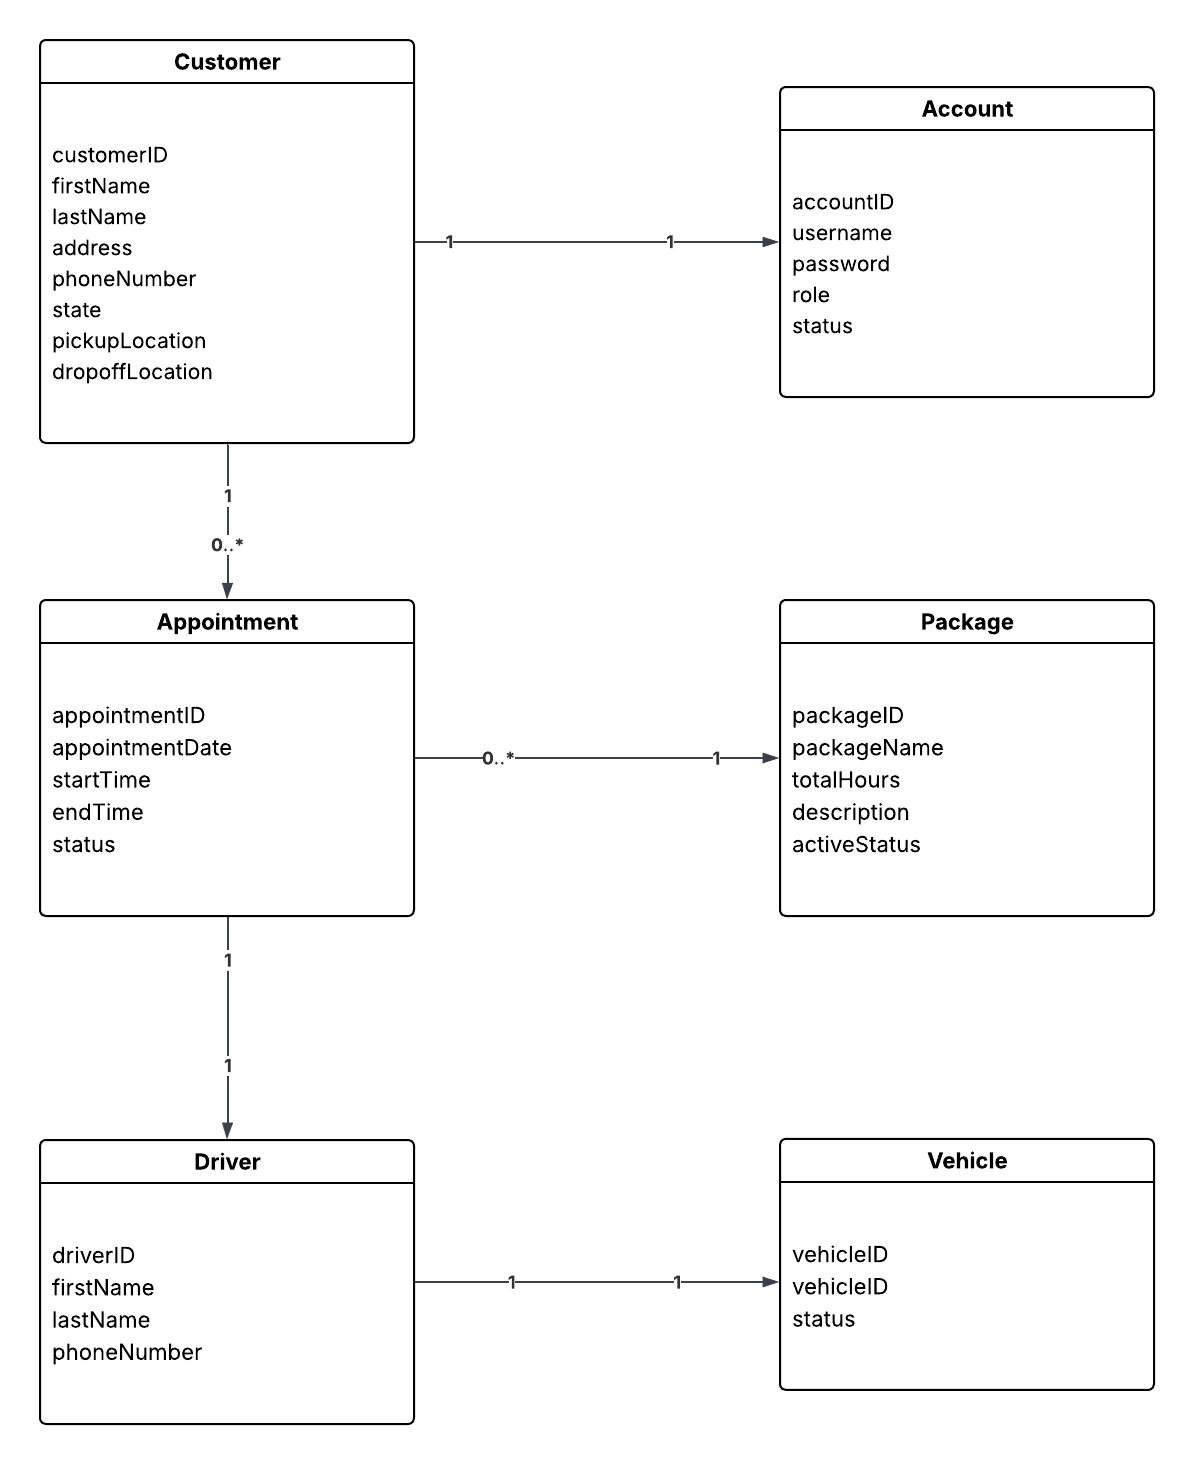 Customer
customerID
firstName
lastName
address
phoneNumber
state
pickupLocation
dropoffLocation
1
1
Account
accountID
username
password
role
status
1
0..*
Appointment
appointmentID
appointmentDate
startTime
endTime
status
0..*
1
Package
packageID
packageName
totalHours
description
activeStatus
1
1
Driver
driverID
firstName
lastName
phoneNumber
1
1
Vehicle
vehicleID
vehicleID
status